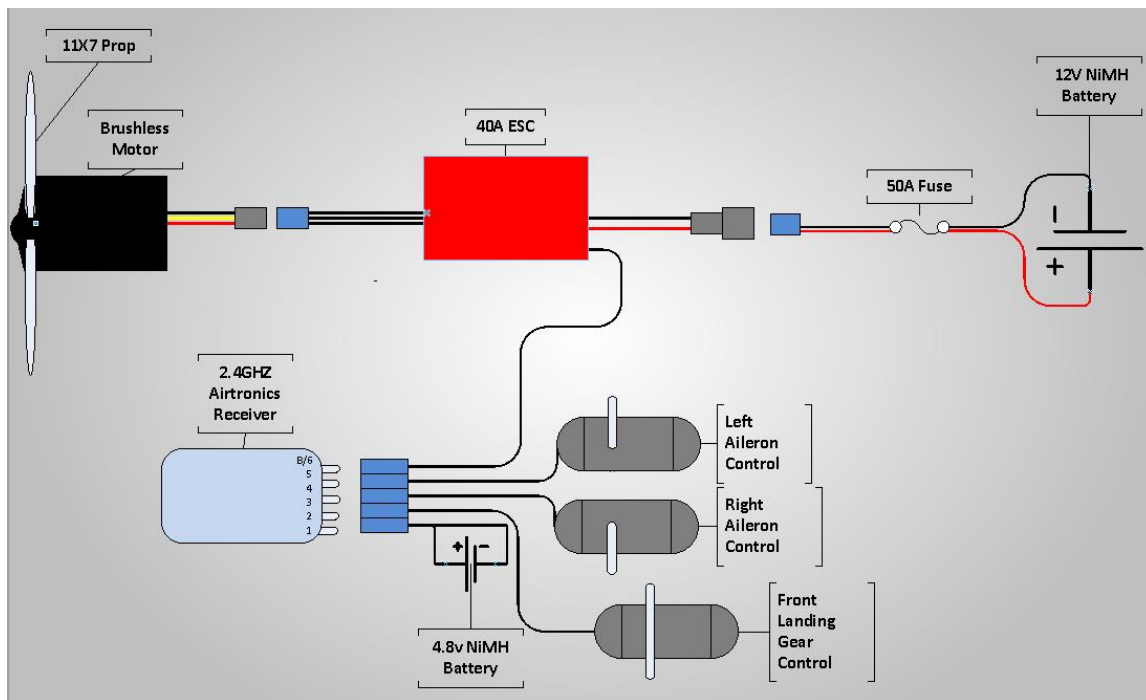 11X7 Prop
Brushless
Motor
40A ESC
12V NiMH
Battery
50A Fuse
-
+
2.4GHZ
Airtronics
Receiver
B/6
5
4
3
2
1
Left
Aileron
Control
Right
Aileron
Control
+ -
4.8v NiMH
Battery
Front
Landing
Gear
Control